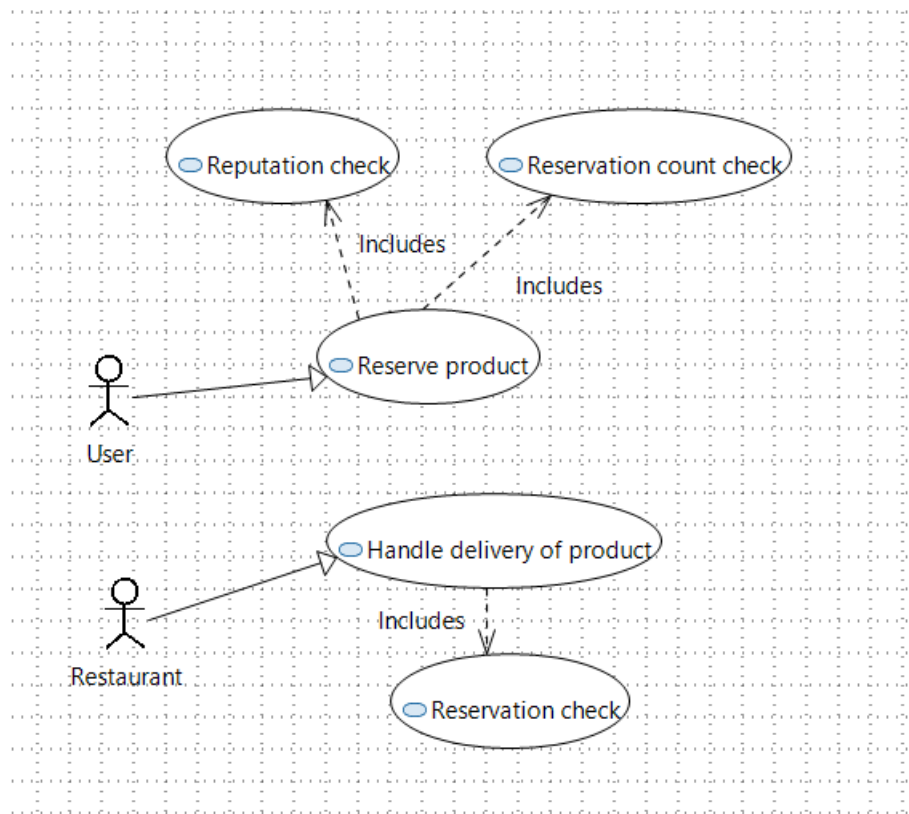 Reputation check
Reservation count check
Includes
Includes
Reserve product
User
Handle delivery of product
Includes
Restaurant
Reservation check